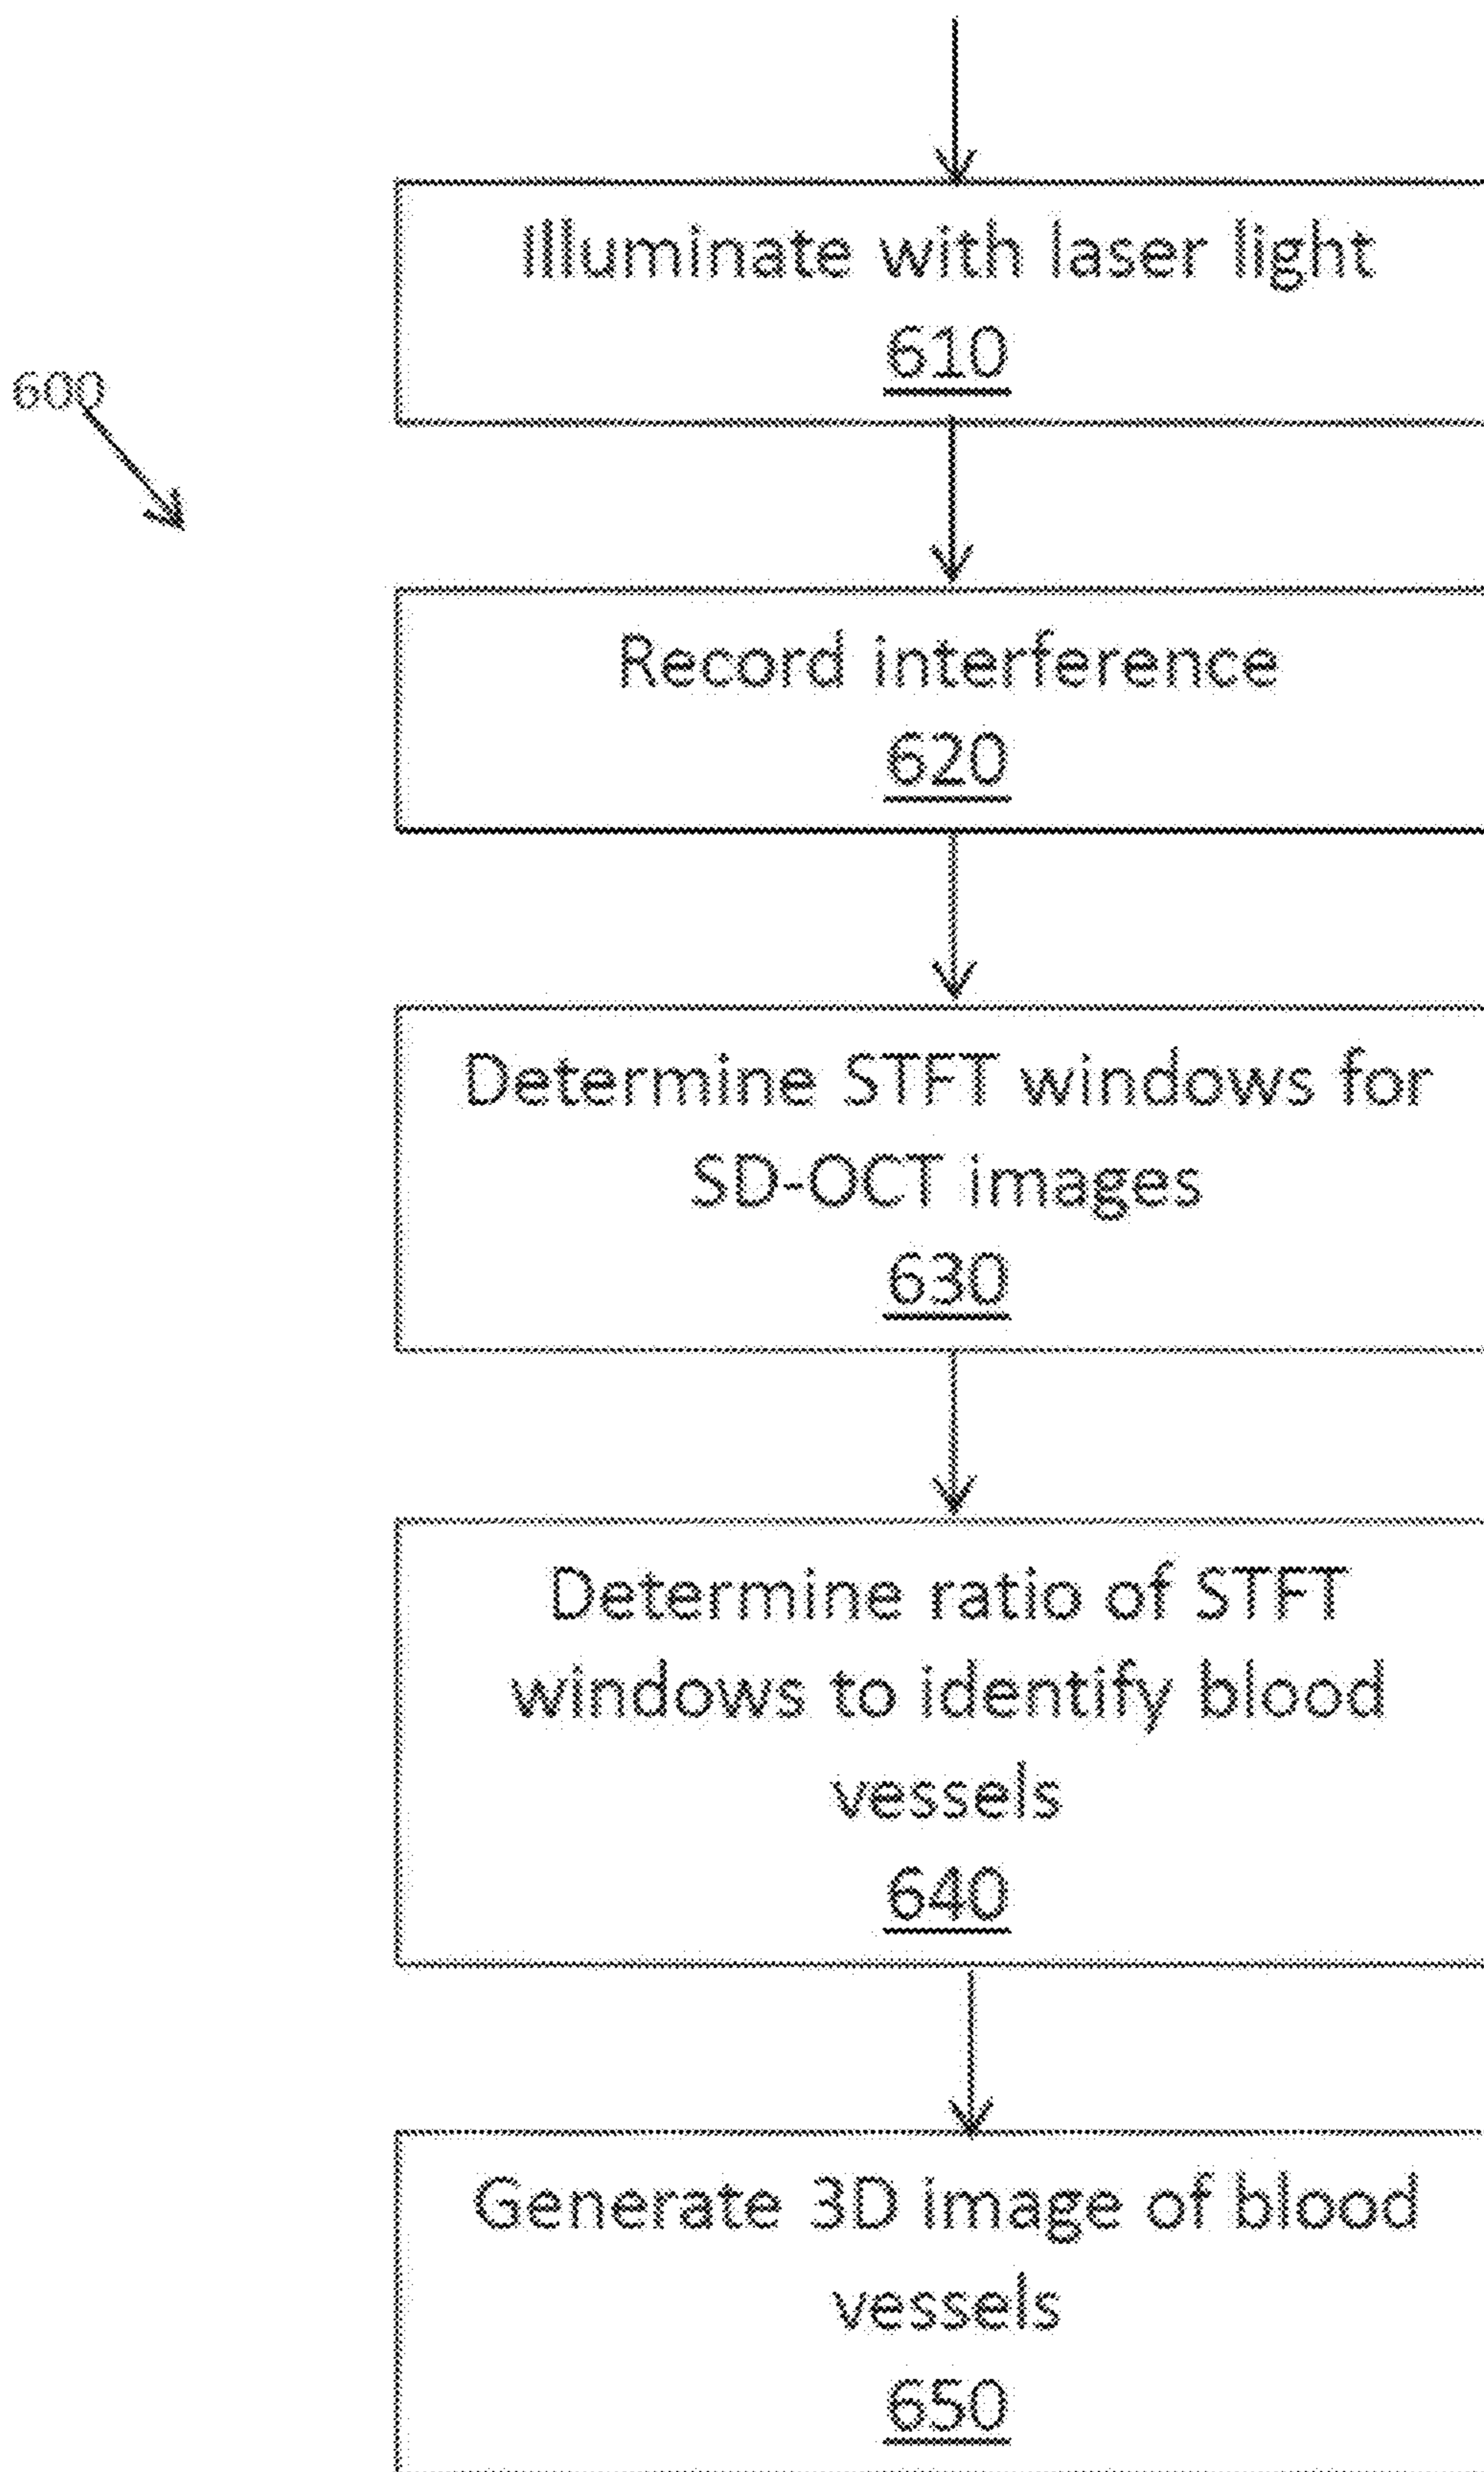 Illuminate with laser light
610
600
Record interference
620
Determine STFT windows for
SD-OCT images
630
Determine ratio of STFT
windows to identify blood
vessels
640
Generate 3D image of blood
vessels
650